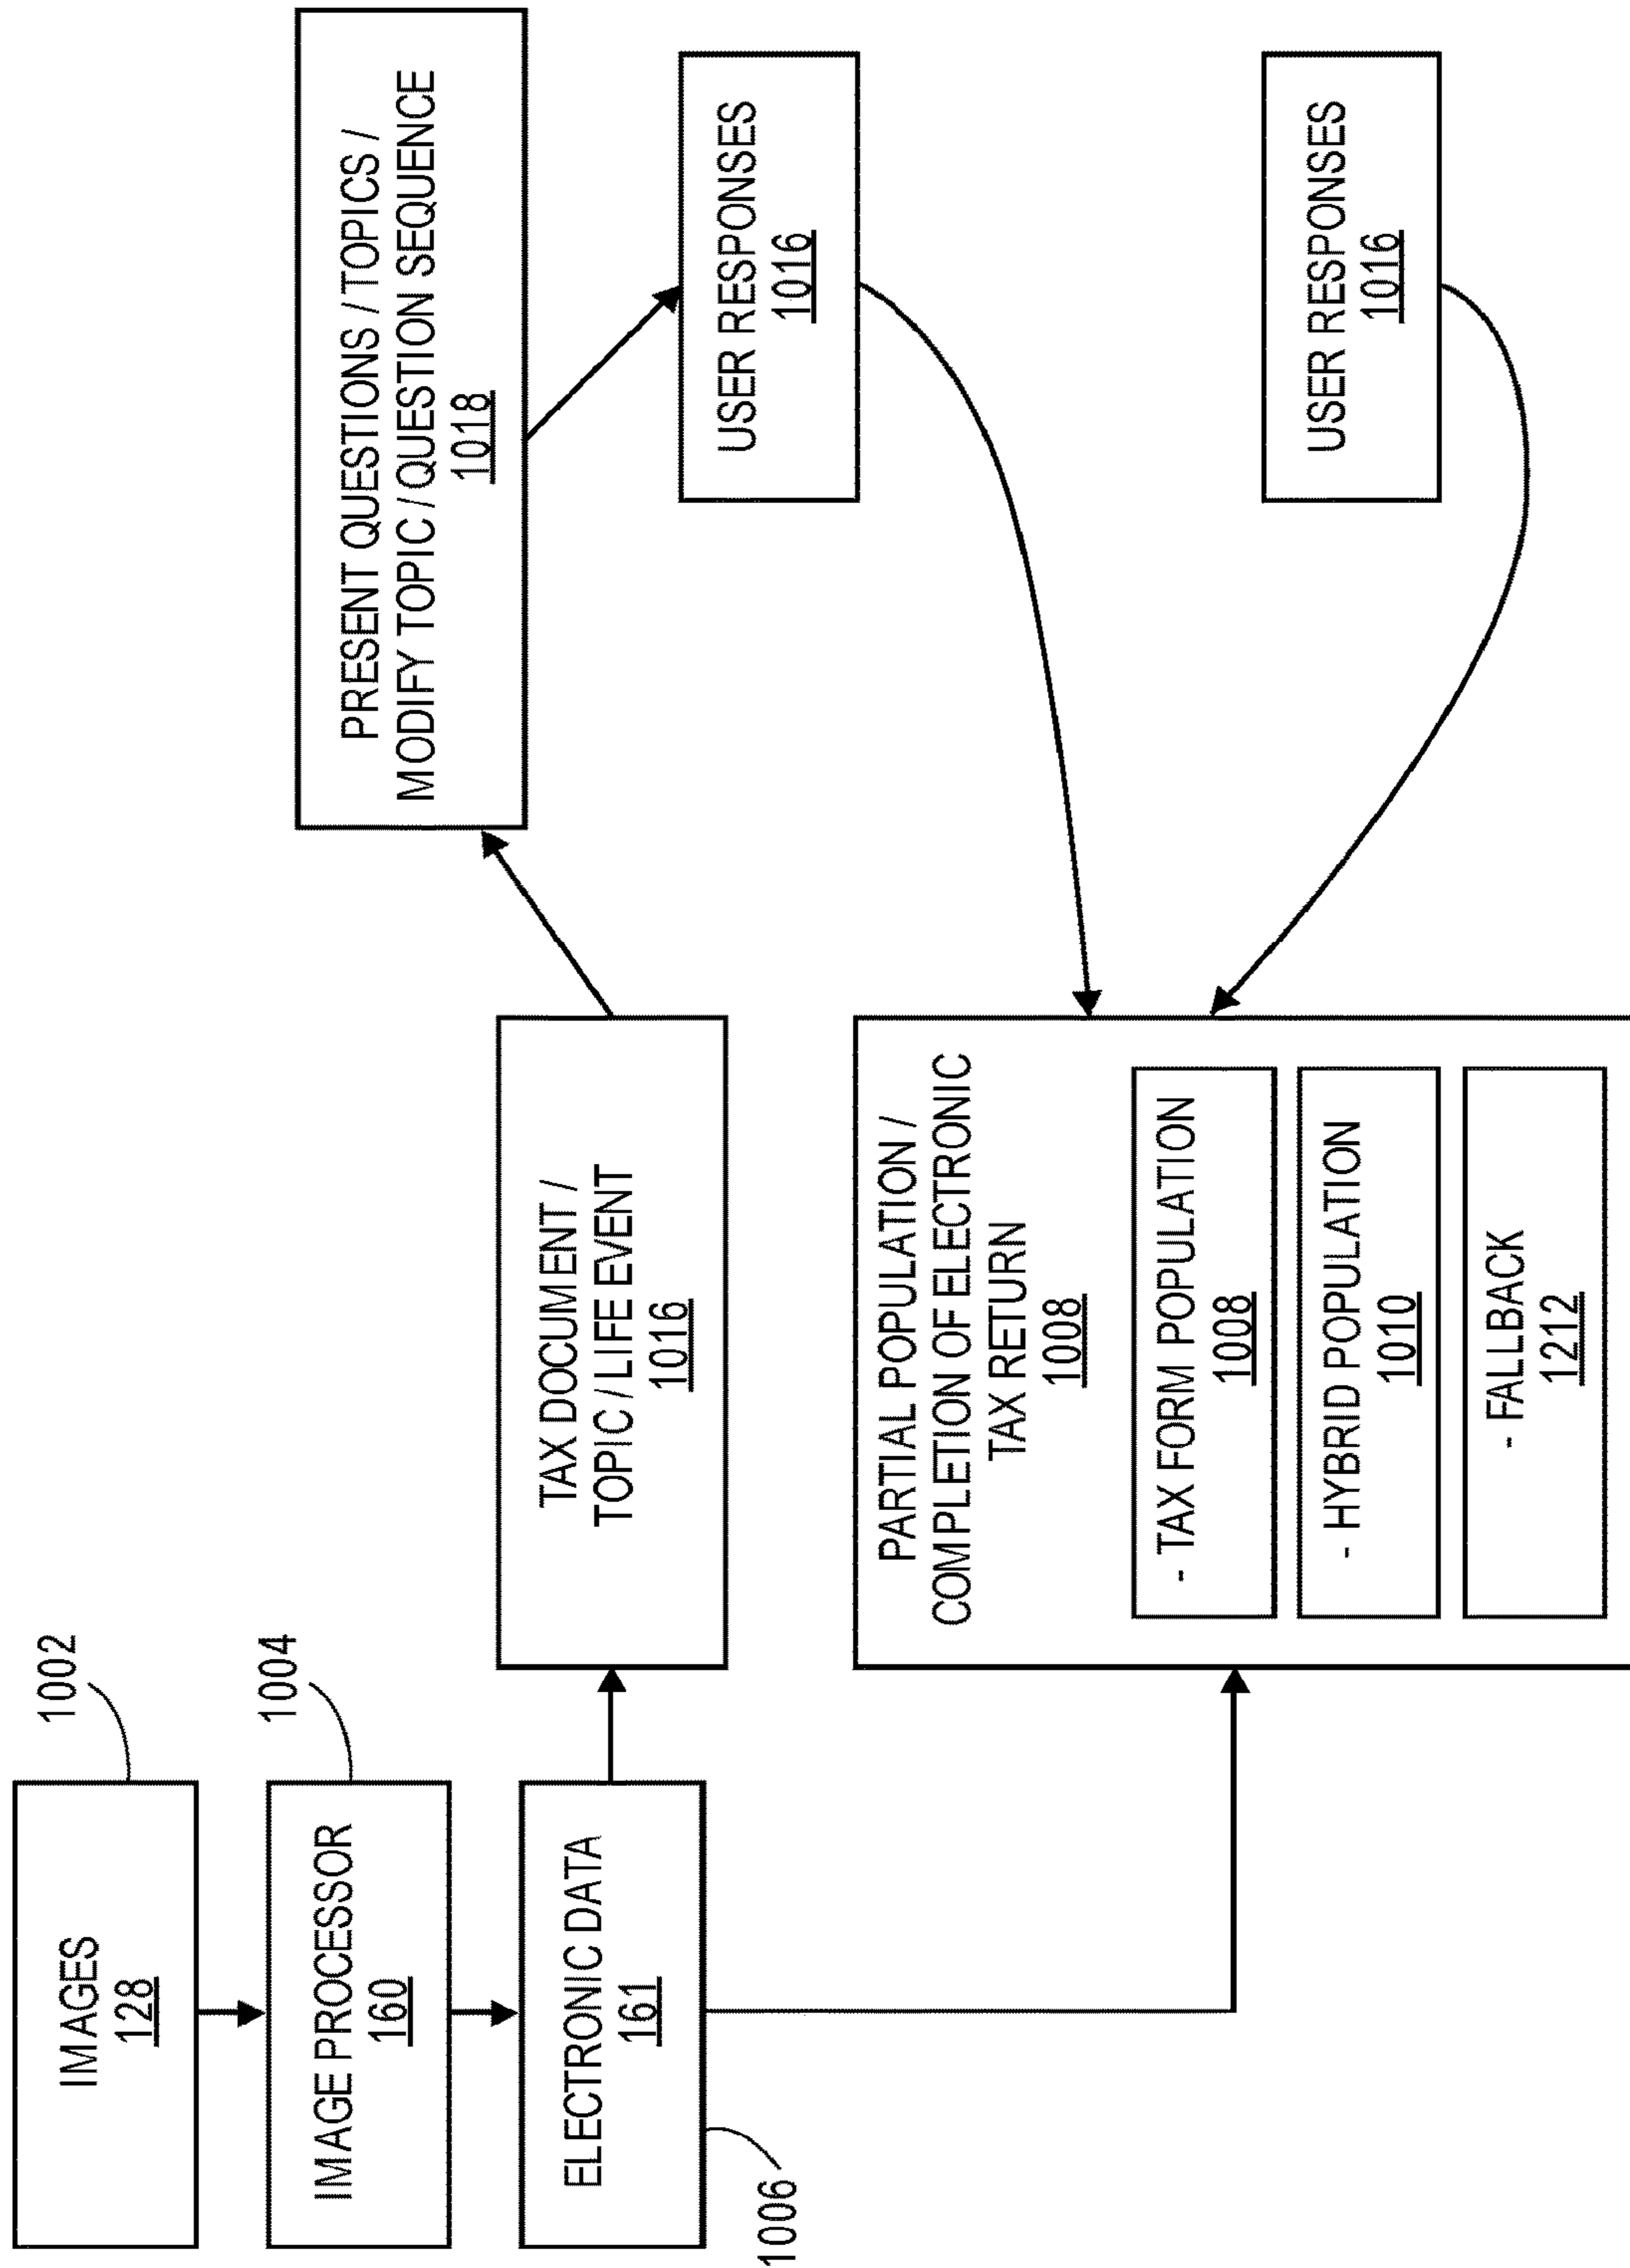 IMAGES
128
1002
IMAGE PROCESSOR
160
1004
ELECTRONIC DATA
161
1006
TAX DOCUMENT /
TOPIC / LIFE EVENT
1016
PRESENT QUESTIONS / TOPICS /
MODIFY TOPIC / QUESTION SEQUENCE
1018
USER RESPONSES
1016
PARTIAL POPULATION /
COMPLETION OF ELECTRONIC
TAX RETURN
1008
- TAX FORM POPULATION
1008
- HYBRID POPULATION
1010
- FALLBACK
1212
USER RESPONSES
1016